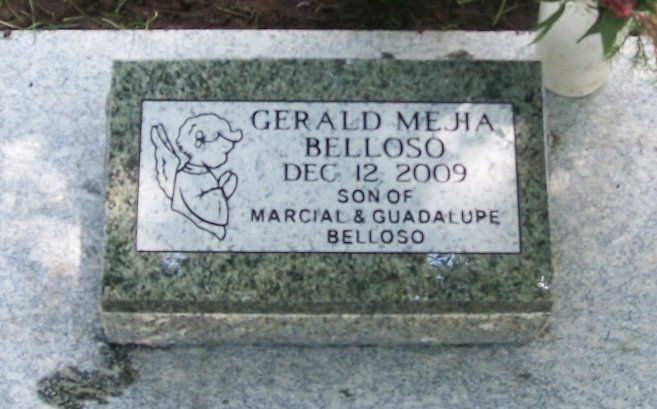 GERALD MEJIA
BELLOSO
DEC 12 2009
SON OF
MARCIAL & GUADALUPE
BELLOSO